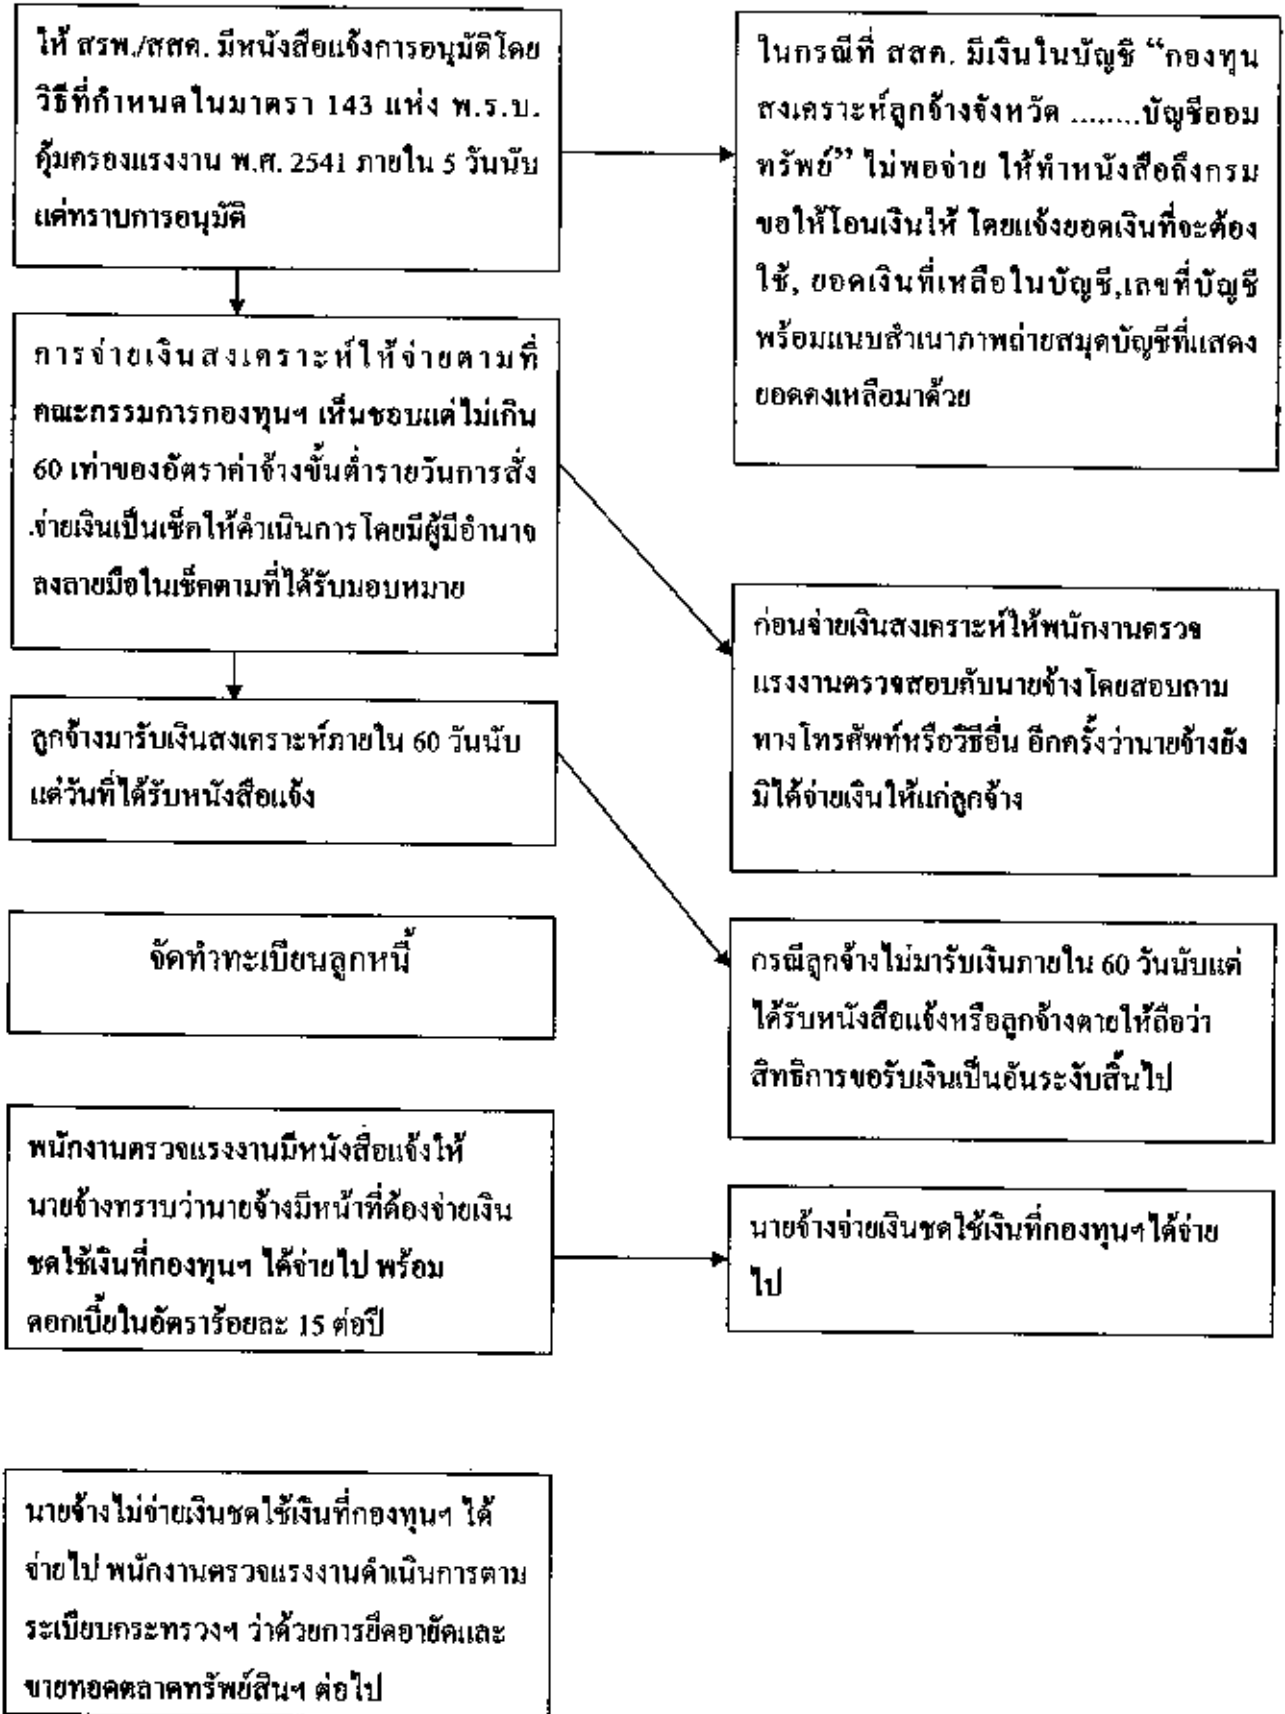 ให้ สรพ./สสค. มีหนังสือแจ้งการอนุมัติโดย
วิธีที่กำหนดในมาตรา 143 แห่ง พ.ร.บ.
คุ้มครองแรงงาน พ.ศ. 2541 ภายใน 5 วันนับ
แต่ทราบการอนุมัติ
ในกรณีที่ สสค. มีเงินในบัญชี “กองทุน
สงเคราะห์ลูกจ้างจังหวัด ........บัญชีออม
ทรัพย์” ไม่พอจ่าย ให้ทำหนังสือถึงกรม
ขอให้โอนเงินให้ โดยแจ้งยอดเงินที่จะต้อง
ใช้, ยอดเงินที่เหลือในบัญชี,เลขที่บัญชี
พร้อมแนบสำเนาภาพถ่ายสมุดบัญชีที่แสดง
ยอดคงเหลือมาด้วย
การจ่ายเงินสงเคราะห์ให้จ่ายตามที่
คณะกรรมการกองทุนฯ เห็นชอบแต่ไม่เกิน
60 เท่าของอัตราค่าจ้างขั้นต่ำรายวันการสั่ง
จ่ายเงินเป็นเช็คให้ดำเนินการโดยมีผู้มีอำนาจ
ลงลายมือในเช็คตามที่ได้รับมอบหมาย
ก่อนจ่ายเงินสงเคราะห์ให้พนักงานตรวจ
แรงงานตรวจสอบกับนายจ้างโดยสอบถาม
ทางโทรศัพท์หรือวิธีอื่น อีกครั้งว่านายจ้างยัง
มิได้จ่ายเงินให้แก่ลูกจ้าง
ลูกจ้างมารับเงินสงเคราะห์ภายใน 60 วันนับ
แต่วันที่ได้รับหนังสือแจ้ง
กรณีลูกจ้างไม่มารับเงินภายใน 60 วันนับแต่
ได้รับหนังสือแจ้งหรือลูกจ้างตายให้ถือว่า
สิทธิการขอรับเงินเป็นอันระงับสิ้นไป
จัดทำทะเบียนลูกหนี้
พนักงานตรวจแรงงานมีหนังสือแจ้งให้
นายจ้างทราบว่านายจ้างมีหน้าที่ต้องจ่ายเงิน
ชดใช้เงินที่กองทุนฯ ได้จ่ายไป พร้อม
ดอกเบี้ยในอัตราร้อยละ 15 ต่อปี
นายจ้างจ่ายเงินชดใช้เงินที่กองทุนฯ ได้จ่าย
ไป
นายจ้างไม่จ่ายเงินชดใช้เงินที่กองทุนฯ ได้
จ่ายไป พนักงานตรวจแรงงานดำเนินการตาม
ระเบียบกระทรวงฯ ว่าด้วยการยึดอายัดและ
ขายทอดตลาดทรัพย์สินฯ ต่อไป